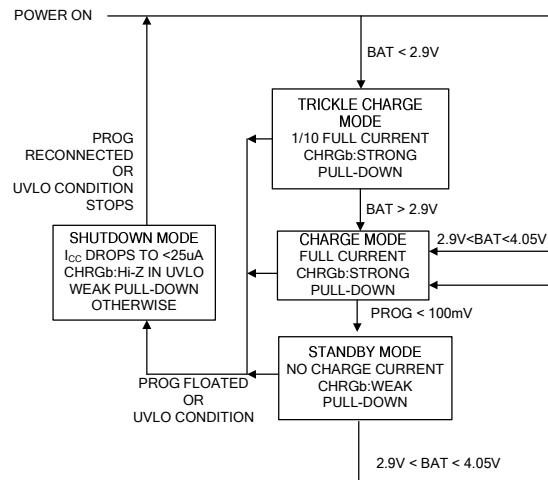 POWER ON
BAT < 2.9V
TRICKLE CHARGE
MODE
1/10 FULL CURRENT
CHRGb:STRONG
PULL-DOWN
PROG
RECONNECTED
OR
UVLO CONDITION
STOPS
BAT > 2.9V
SHUTDOWN MODE
ICC DROPS TO <25uA
CHRGb:Hi-Z IN UVLO
WEAK PULL-DOWN
OTHERWISE
CHARGE MODE
FULL CURRENT
CHRGb:STRONG
PULL-DOWN
2.9V<BAT<4.05V
PROG < 100mV
STANDBY MODE
NO CHARGE CURRENT
CHRGb:WEAK
PULL-DOWN
PROG FLOATED
OR
UVLO CONDITION
2.9V < BAT < 4.05V